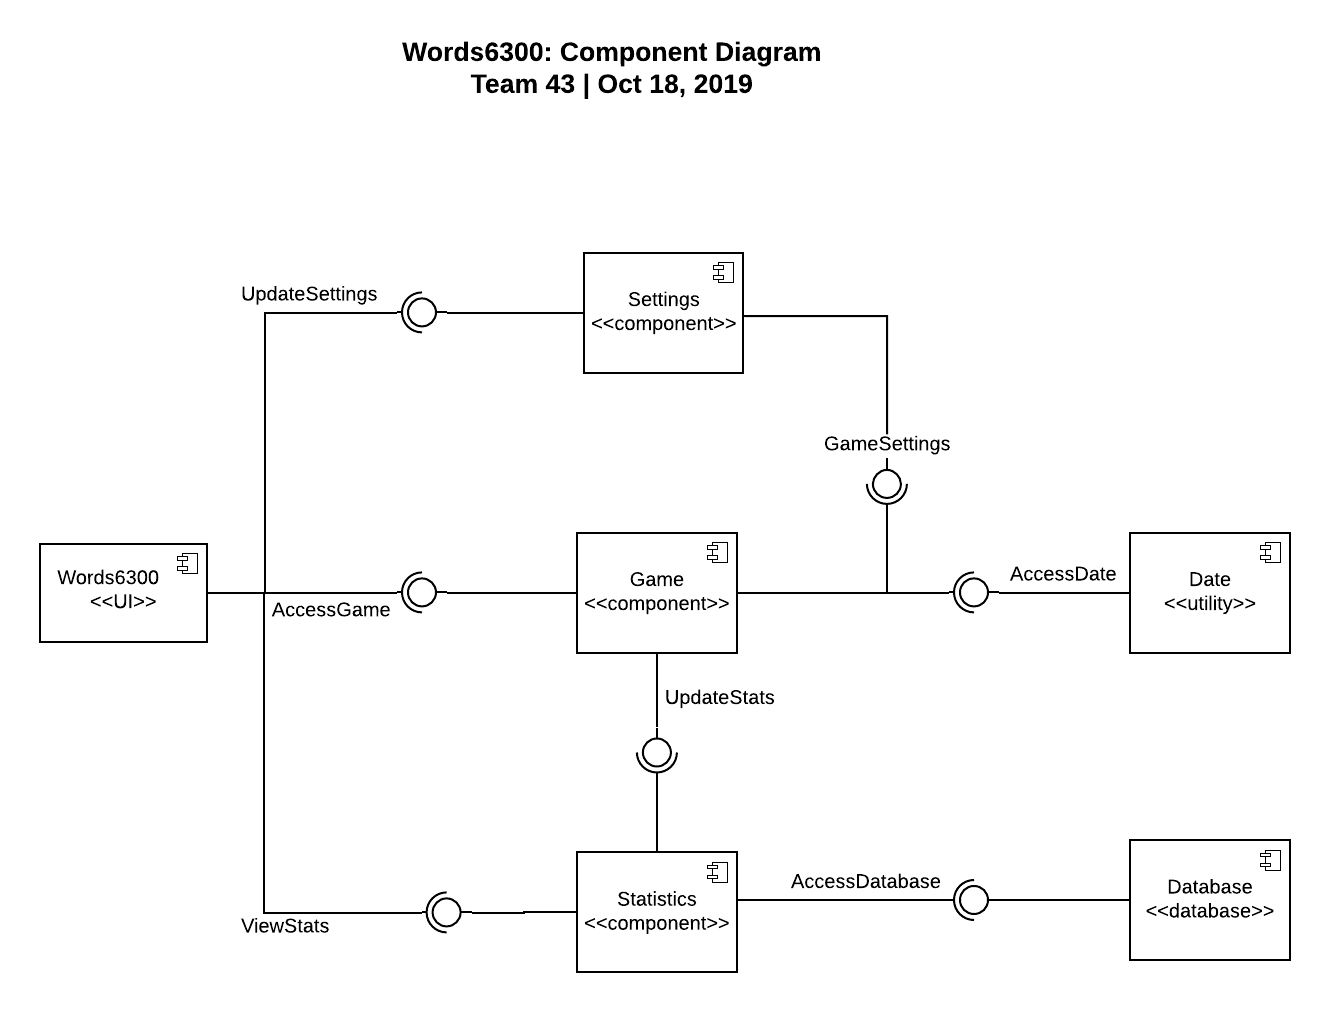 Words6300: Component Diagram
Team 43 | Oct 18, 2019
UpdateSettings
Settings
<<component>>
GameSettings
Words6300
<<UI>>
AccessGame
Game
<<component>>
AccessDate
Date
<<utility>>
UpdateStats
ViewStats
Statistics
<<component>>
AccessDatabase
Database
<<database>>